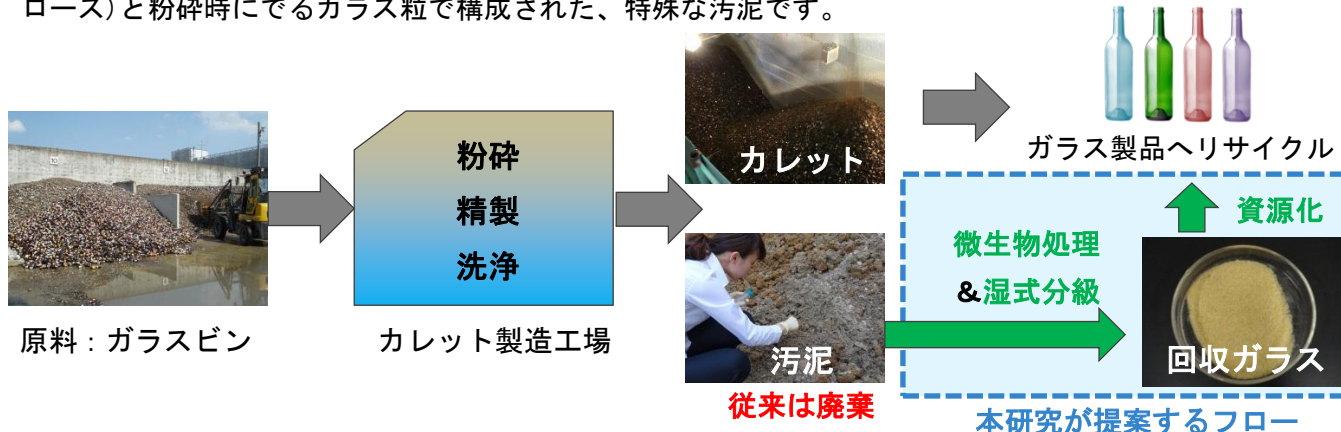 ロース)と粉砕時にでるガラス粒で構成された、特殊な汚泥です。
粉砕
精製
洗浄
カレット
ガラス製品へリサイクル
資源化
微生物処理
&湿式分級
汚泥
回収ガラス
原料：ガラスビン
カレット製造工場
従来は廃棄
本研究が提案するフロー